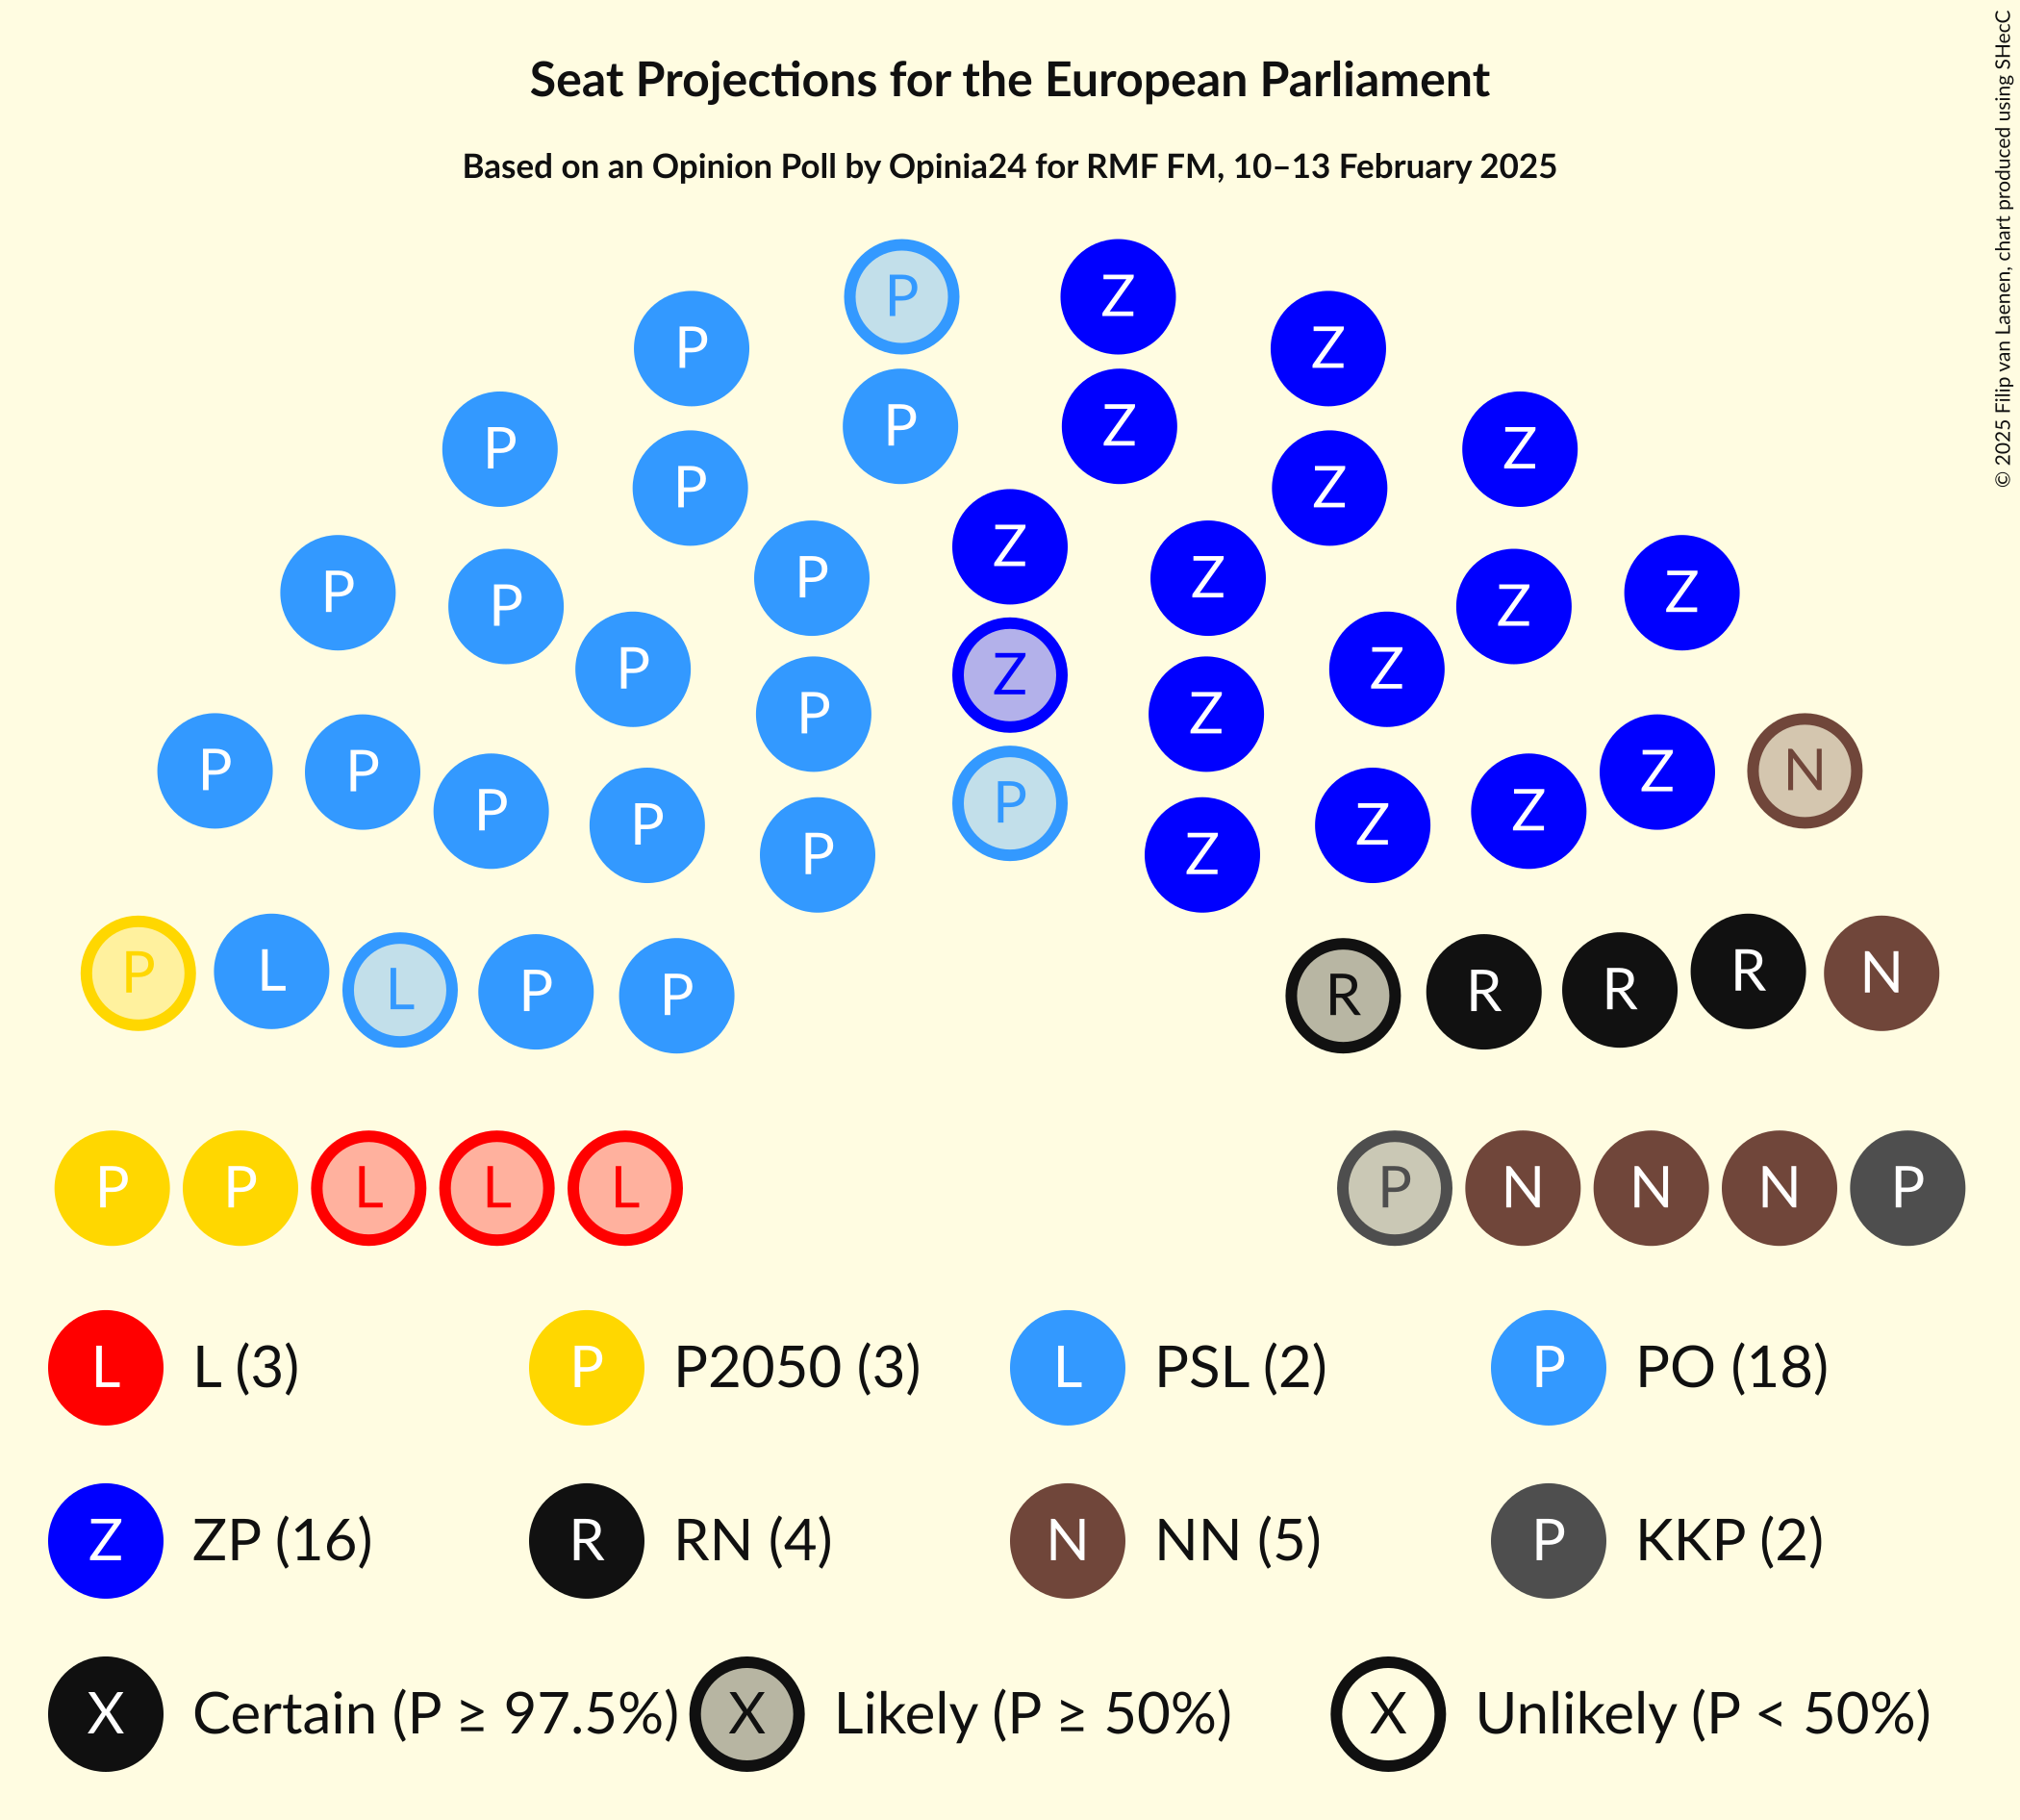 Seat Projections for the European Parliament
Based on an Opinion Poll by Opinia24 for RMF FM, 10–13 February 2025
© 2025 Filip van Laenen, chart produced using SHecC
P Z
P Z
P P Z Z
P P Z Z
Z
P P P Z Z Z
P Z Z
P P Z
P P P P P Z Z Z Z N
P Z
P L L P P R R R R N
P P L L L P N N N P
L L (3) P P2050 (3) L PSL (2) P PO (18)
Z ZP (16) R RN (4) N NN (5) P KKP (2)
X Certain (P ≥ 97.5%) X Likely (P ≥ 50%) X Unlikely (P < 50%)